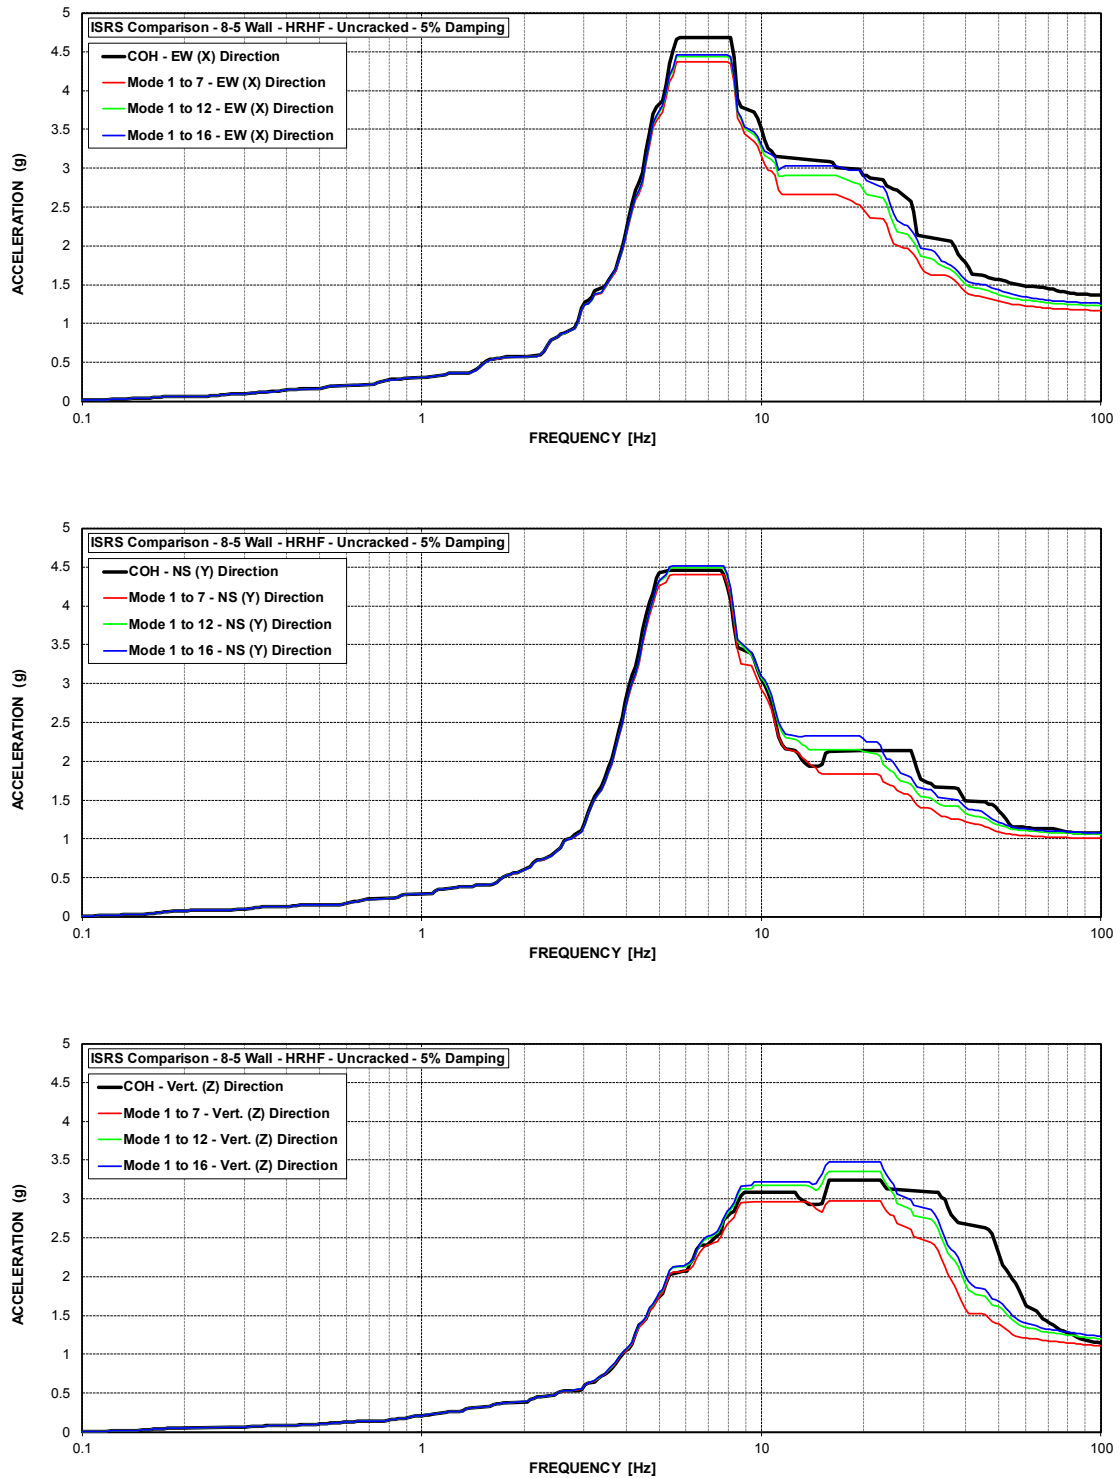 ISRS Comparison - 8-5 Wall - HRHF - Uncracked - 5% Damping
COH - EW (X) Direction
Mode 1 to 7 - EW (X) Direction
Mode 1 to 12 - EW (X) Direction
Mode 1 to 16 - EW (X) Direction
ACCELERATION (g)
5
4.5
4
3.5
3
2.5
2
1.5
1
0.5
0
0.1
1
10
100
FREQUENCY [Hz]
ISRS Comparison - 8-5 Wall - HRHF - Uncracked - 5% Damping
COH - NS (Y) Direction
Mode 1 to 7 - NS (Y) Direction
Mode 1 to 12 - NS (Y) Direction
Mode 1 to 16 - NS (Y) Direction
ACCELERATION (g)
5
4.5
4
3.5
3
2.5
2
1.5
1
0.5
0
0.1
1
10
100
FREQUENCY [Hz]
ISRS Comparison - 8-5 Wall - HRHF - Uncracked - 5% Damping
COH - Vert. (Z) Direction
Mode 1 to 7 - Vert. (Z) Direction
Mode 1 to 12 - Vert. (Z) Direction
Mode 1 to 16 - Vert. (Z) Direction
ACCELERATION (g)
5
4.5
4
3.5
3
2.5
2
1.5
1
0.5
0
0.1
1
10
100
FREQUENCY [Hz]